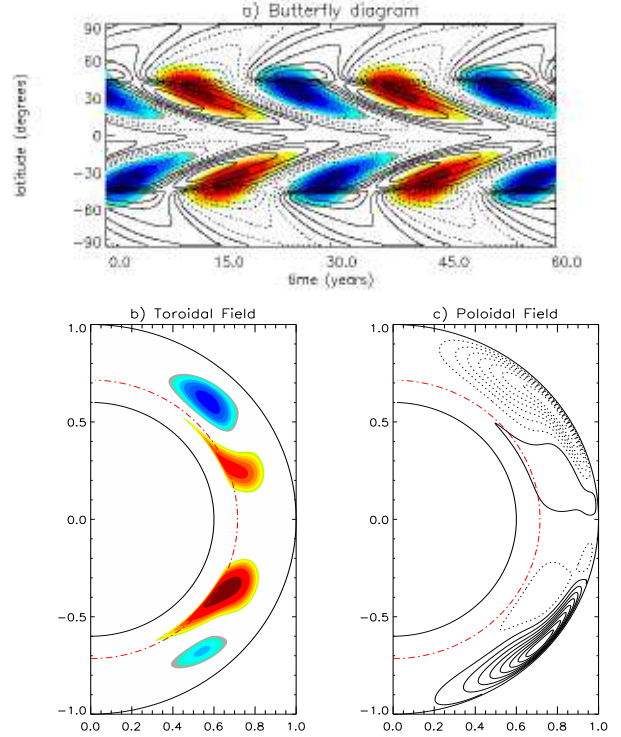 a) Butterfly diagram
90
60
30
0
−30
−60
−90
latitude (degrees)
0.0 15.0 30.0 45.0 60.0
time (years)
b) Toroidal Field
1.0
0.5
0.0
−0.5
−1.0
0.0 0.2 0.4 0.6 0.8 1.0
c) Poloidal Field
1.0
0.5
0.0
−0.5
−1.0
0.0 0.2 0.4 0.6 0.8 1.0